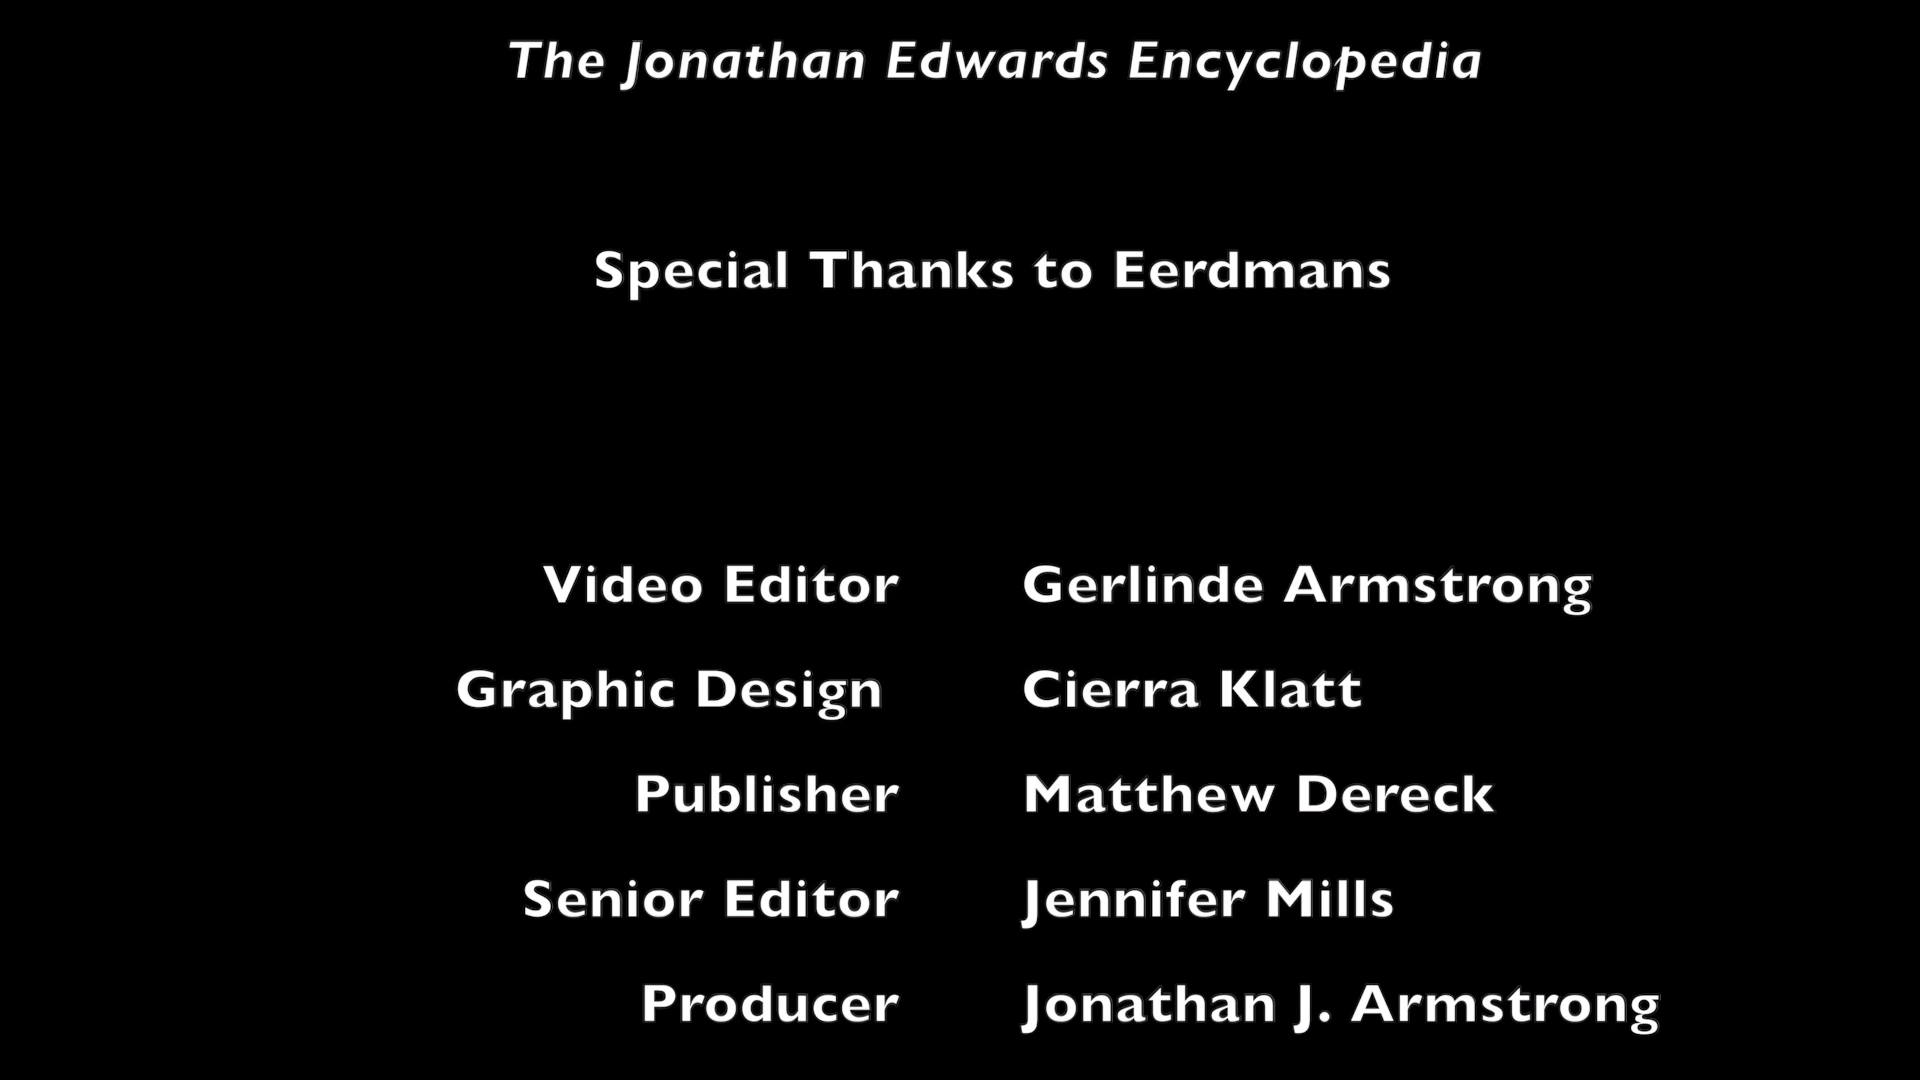 The Jonathan Edwards Encyclopedia
Special Thanks to Eerdmans
Video Editor Gerlinde Armstrong
Graphic Design Cierra Klatt
Publisher Matthew Dereck
Senior Editor Jennifer Mills
Producer Jonathan J. Armstrong